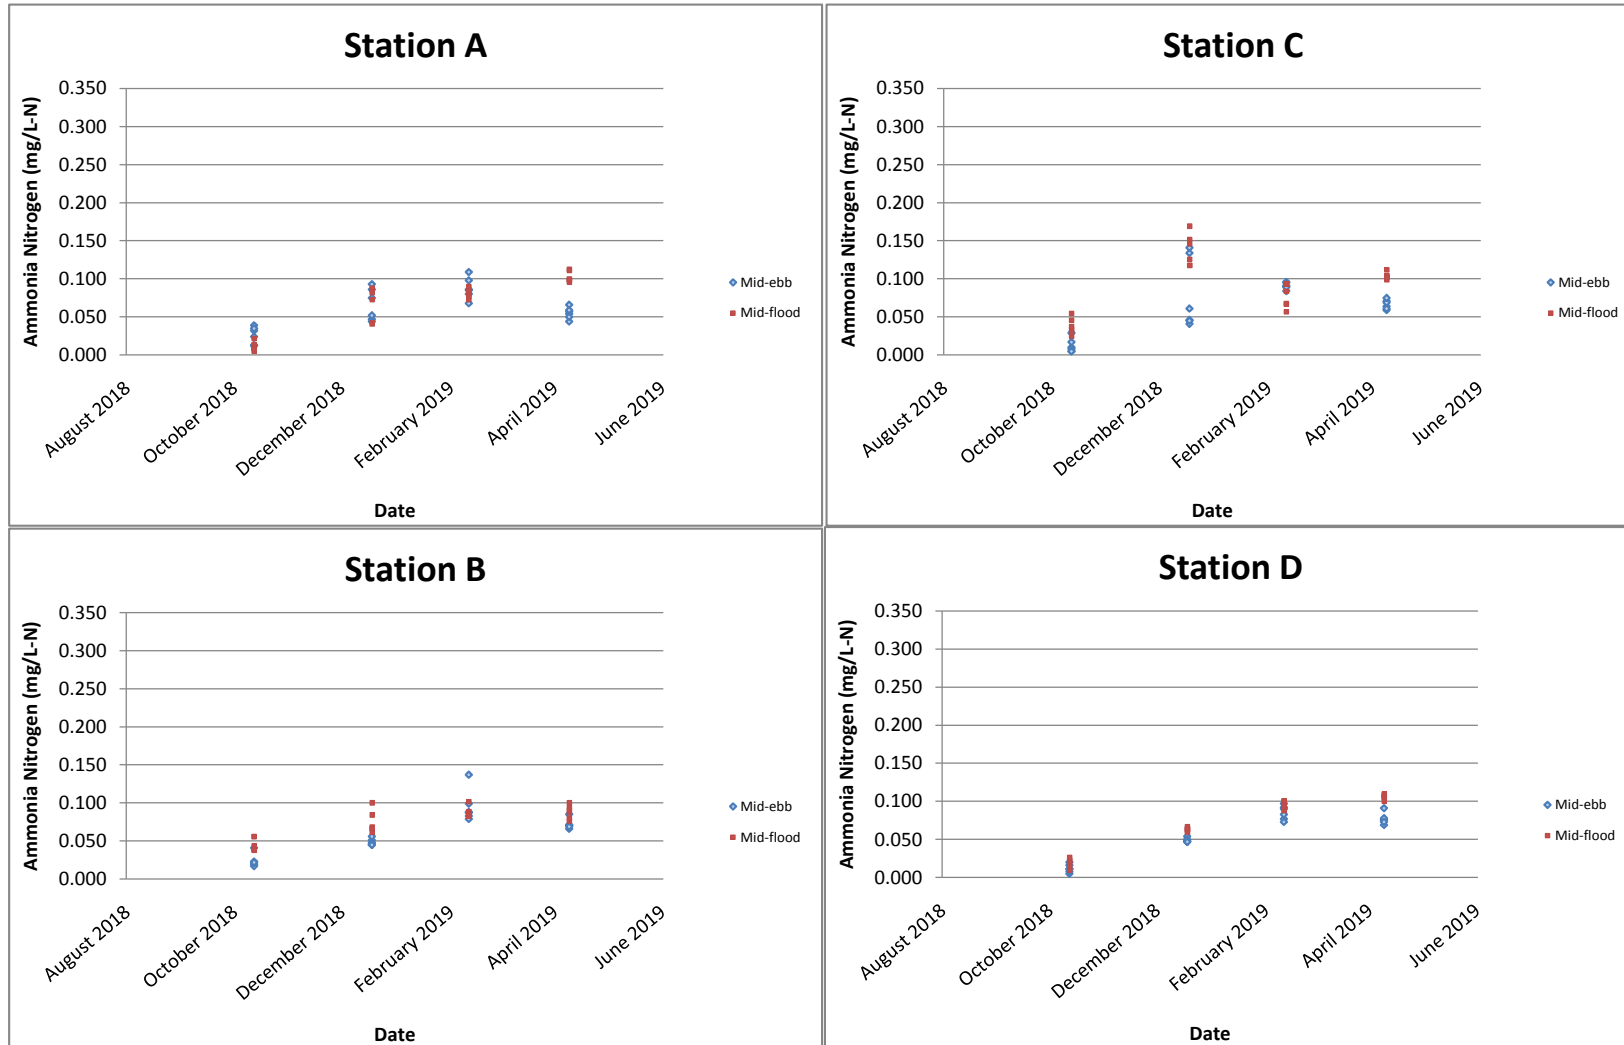 Station A
Ammonia Nitrogen (mg/L-N)
0.350
0.300
0.250
0.200
0.150
0.100
0.050
0.000
August 2018
October 2018
December 2018
February 2019
April 2019
June 2019
Date
Mid-ebb
Mid-flood
Station C
Ammonia Nitrogen (mg/L-N)
0.350
0.300
0.250
0.200
0.150
0.100
0.050
0.000
August 2018
October 2018
December 2018
February 2019
April 2019
June 2019
Date
Mid-ebb
Mid-flood
Station B
Ammonia Nitrogen (mg/L-N)
0.350
0.300
0.250
0.200
0.150
0.100
0.050
0.000
August 2018
October 2018
December 2018
February 2019
April 2019
June 2019
Date
Mid-ebb
Mid-flood
Station D
Ammonia Nitrogen (mg/L-N)
0.350
0.300
0.250
0.200
0.150
0.100
0.050
0.000
August 2018
October 2018
December 2018
February 2019
April 2019
June 2019
Date
Mid-ebb
Mid-flood